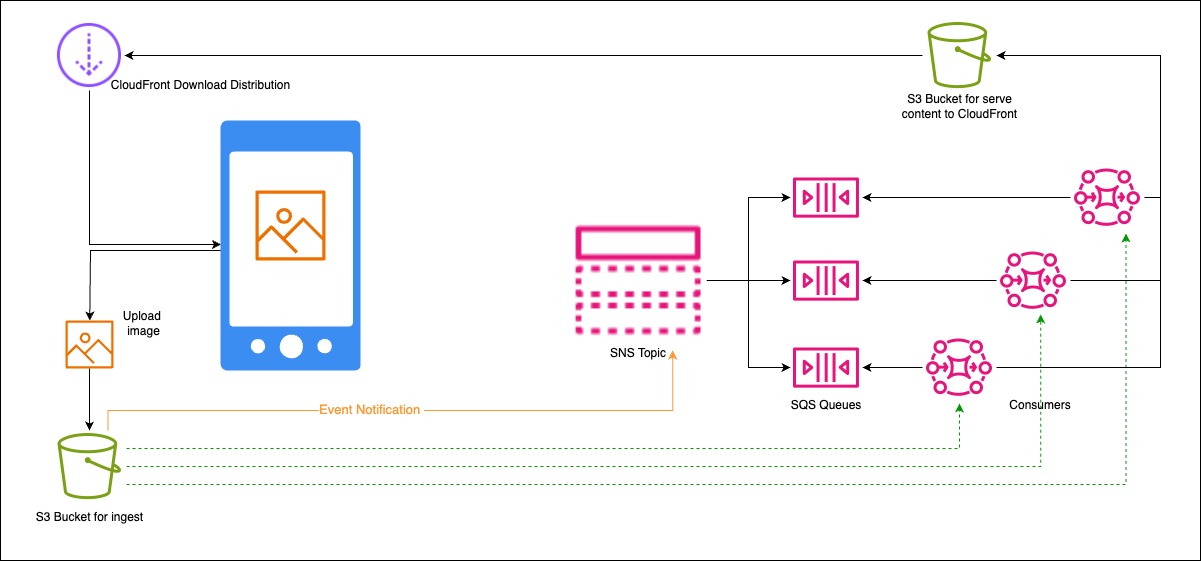 CloudFront Download Distribution
S3 Bucket for serve
content to CloudFront
Upload
image
SNS Topic
SQS Queues
Consumers
Event Notification
S3 Bucket for ingest